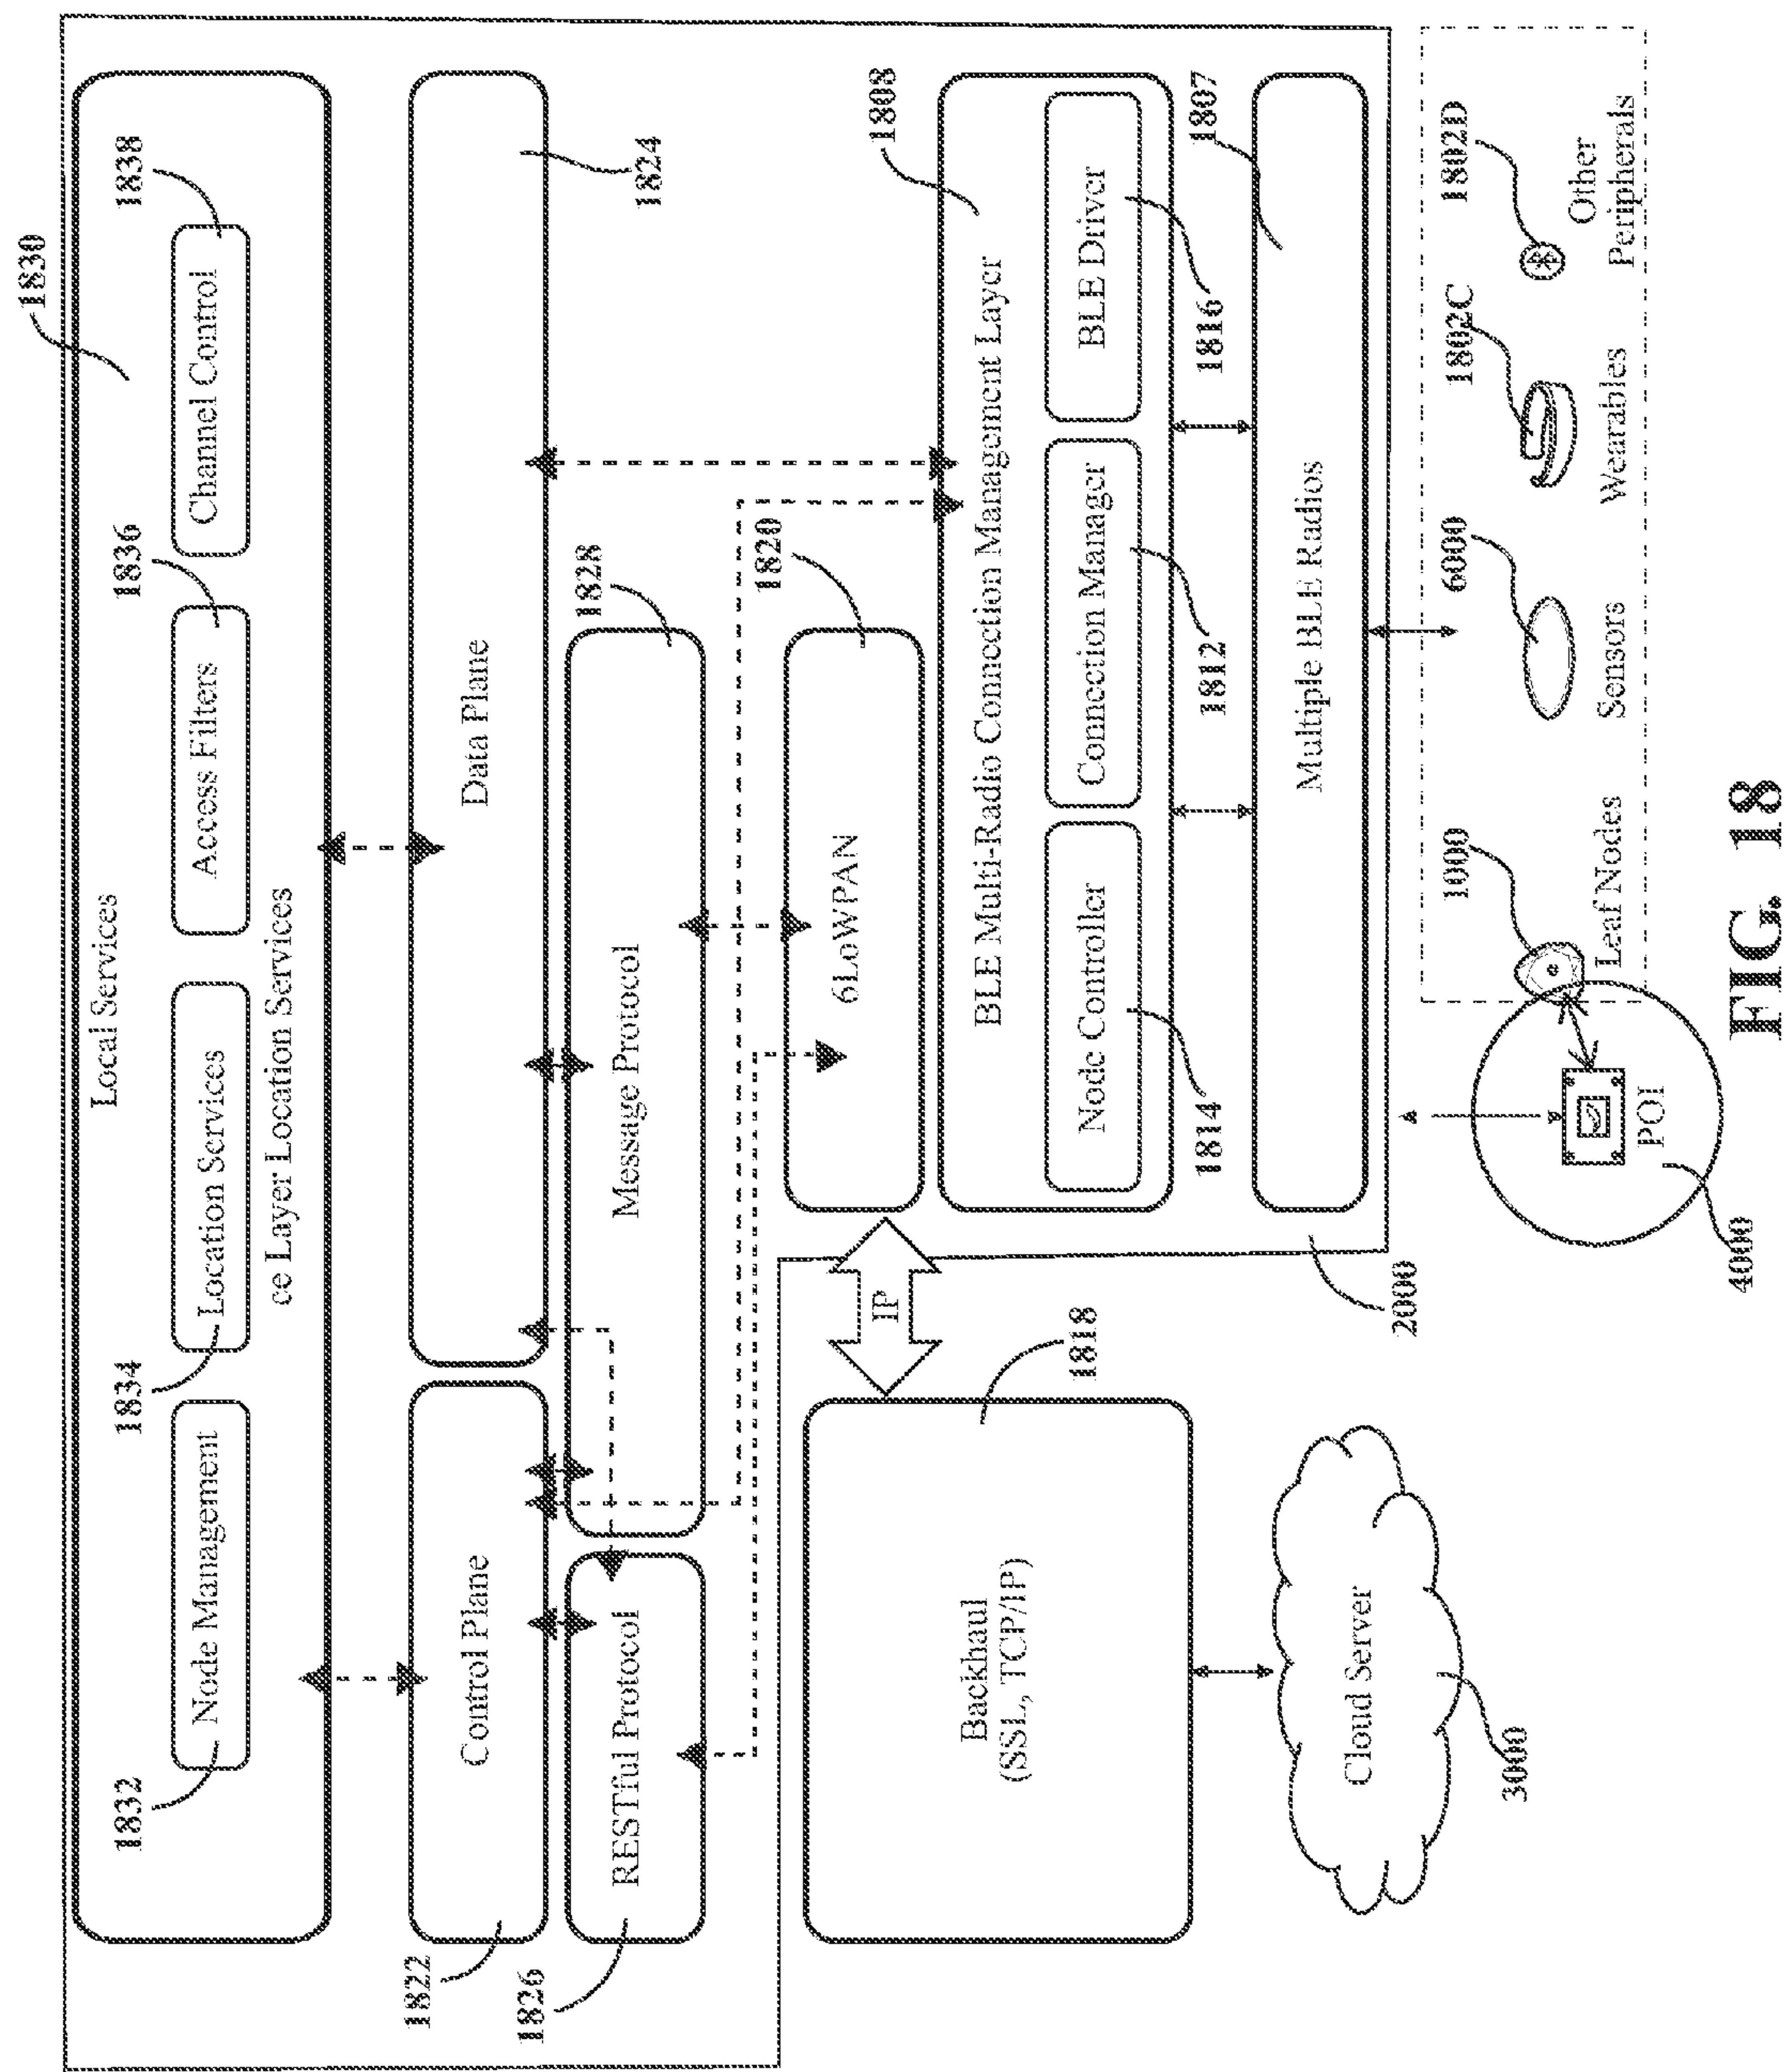 1830
Local Services
1832
Node Management
1834
Location Services
1836
Access Filters
1838
Channel Control
ce Layer Location Services
1822
Control Plane
Data Plane
1824
1826
RESTful Protocol
Message Protocol
1828
1820
6LoWPAN
IP
Backhaul
(SSL, TCP/IP)
1818
1808
BLE Multi-Radio Connection Management Layer
Node Controller
Connection Manager
BLE Driver
1814
1812
1816
1807
Multiple BLE Radios
2000
Cloud Server
3000
4000
POI
1000
Leaf Nodes
6000
Sensors
1802C
Wearables
1802D
Other
Peripherals
FIG. 18